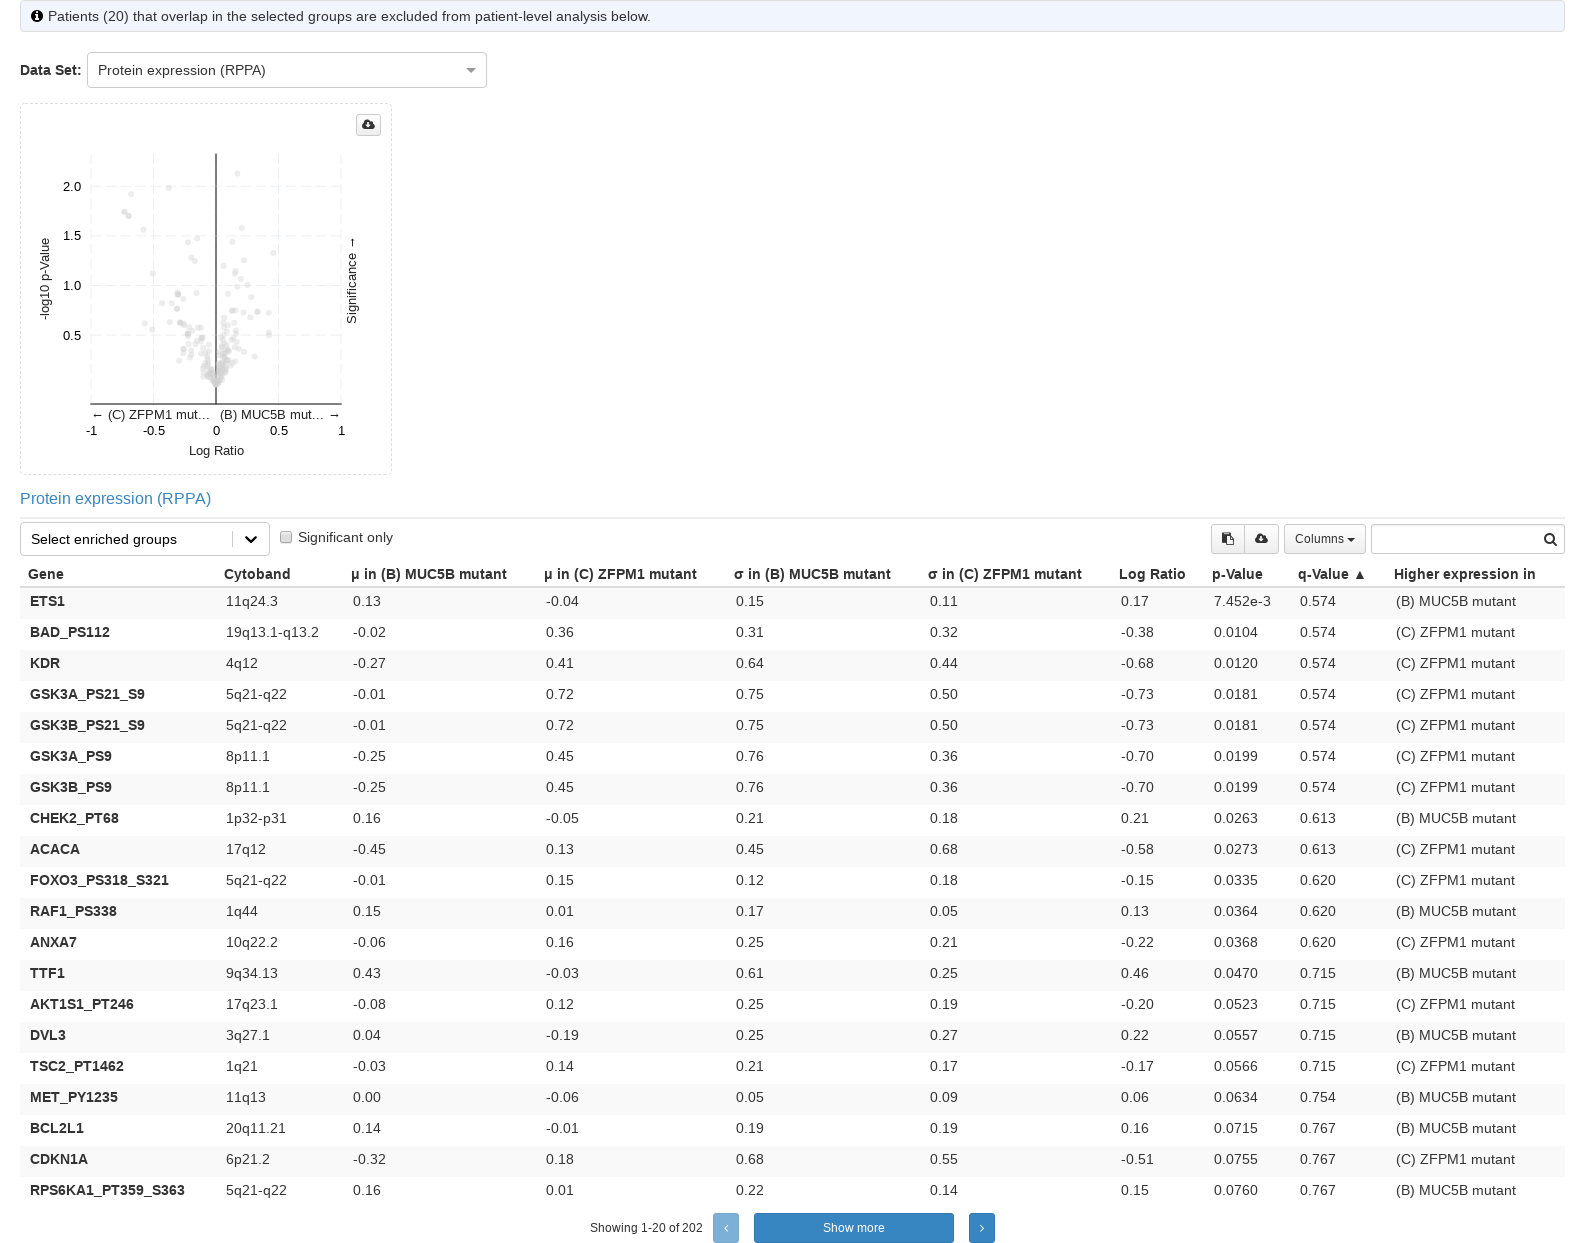 Patients (20) that overlap in the selected groups are excluded from patient-level analysis below.
Data Set: Protein expression (RPPA)
2.0
1.5
1.0
0.5
-log10 p-Value
Significance →
← (C) ZFPM1 mut... (B) MUC5B mut... →
-1 -0.5 0 0.5 1
Log Ratio
Protein expression (RPPA)
Select enriched groups Significant only Columns
Gene Cytoband μ in (B) MUC5B mutant μ in (C) ZFPM1 mutant σ in (B) MUC5B mutant σ in (C) ZFPM1 mutant Log Ratio p-Value q-Value ▲ Higher expression in
ETS1 11q24.3 0.13 -0.04 0.15 0.11 0.17 7.452e-3 0.574 (B) MUC5B mutant
BAD_PS112 19q13.1-q13.2 -0.02 0.36 0.31 0.32 -0.38 0.0104 0.574 (C) ZFPM1 mutant
KDR 4q12 -0.27 0.41 0.64 0.44 -0.68 0.0120 0.574 (C) ZFPM1 mutant
GSK3A_PS21_S9 5q21-q22 -0.01 0.72 0.75 0.50 -0.73 0.0181 0.574 (C) ZFPM1 mutant
GSK3B_PS21_S9 5q21-q22 -0.01 0.72 0.75 0.50 -0.73 0.0181 0.574 (C) ZFPM1 mutant
GSK3A_PS9 8p11.1 -0.25 0.45 0.76 0.36 -0.70 0.0199 0.574 (C) ZFPM1 mutant
GSK3B_PS9 8p11.1 -0.25 0.45 0.76 0.36 -0.70 0.0199 0.574 (C) ZFPM1 mutant
CHEK2_PT68 1p32-p31 0.16 -0.05 0.21 0.18 0.21 0.0263 0.613 (B) MUC5B mutant
ACACA 17q12 -0.45 0.13 0.45 0.68 -0.58 0.0273 0.613 (C) ZFPM1 mutant
FOXO3_PS318_S321 5q21-q22 -0.01 0.15 0.12 0.18 -0.15 0.0335 0.620 (C) ZFPM1 mutant
RAF1_PS338 1q44 0.15 0.01 0.17 0.05 0.13 0.0364 0.620 (B) MUC5B mutant
ANXA7 10q22.2 -0.06 0.16 0.25 0.21 -0.22 0.0368 0.620 (C) ZFPM1 mutant
TTF1 9q34.13 0.43 -0.03 0.61 0.25 0.46 0.0470 0.715 (B) MUC5B mutant
AKT1S1_PT246 17q23.1 -0.08 0.12 0.25 0.19 -0.20 0.0523 0.715 (C) ZFPM1 mutant
DVL3 3q27.1 0.04 -0.19 0.25 0.27 0.22 0.0557 0.715 (B) MUC5B mutant
TSC2_PT1462 1q21 -0.03 0.14 0.21 0.17 -0.17 0.0566 0.715 (C) ZFPM1 mutant
MET_PY1235 11q13 0.00 -0.06 0.05 0.09 0.06 0.0634 0.754 (B) MUC5B mutant
BCL2L1 20q11.21 0.14 -0.01 0.19 0.19 0.16 0.0715 0.767 (B) MUC5B mutant
CDKN1A 6p21.2 -0.32 0.18 0.68 0.55 -0.51 0.0755 0.767 (C) ZFPM1 mutant
RPS6KA1_PT359_S363 5q21-q22 0.16 0.01 0.22 0.14 0.15 0.0760 0.767 (B) MUC5B mutant
Showing 1-20 of 202 ‹ Show more ›